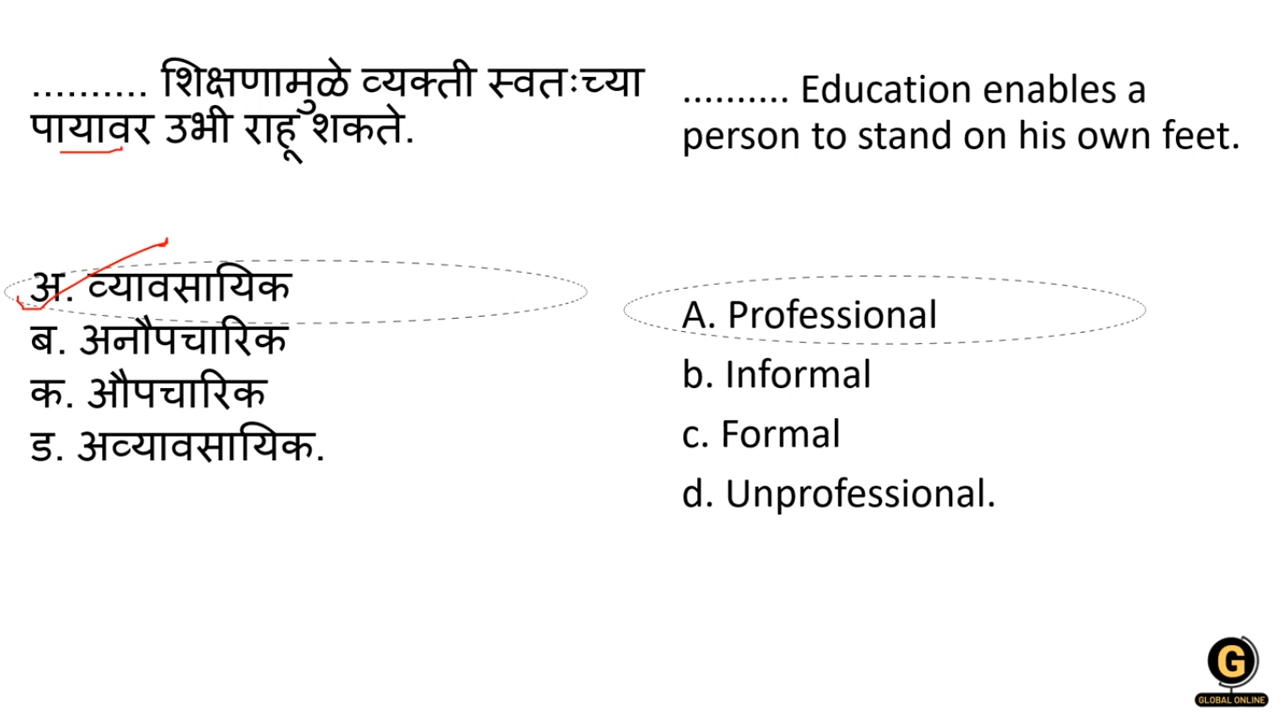 .......... शिक्षणामुळे व्यक्ती स्वतःच्या
पायावर उभी राहू शकते.
अ. व्यावसायिक
ब. अनौपचारिक
क. औपचारिक
ड. अव्यावसायिक.
.......... Education enables a
person to stand on his own feet.
A. Professional
b. Informal
c. Formal
d. Unprofessional.
G
GLOBAL ONLINE